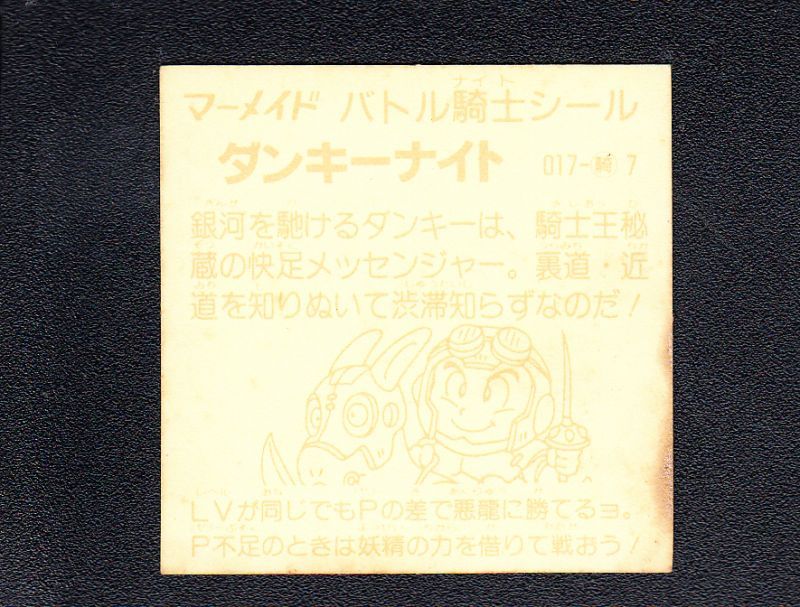 マーメイド バトル騎士シール
ナイト
ダンキーナイト 017-騎 7
銀河を馳けるダンキーは、騎士王秘
蔵の快足メッセンジャー。裏道・近
道を知りぬいて渋滞知らずなのだ!
LVが同じでもPの差で悪龍に勝てるヨ。
P不足のときは妖精の力を借りて戦おう!